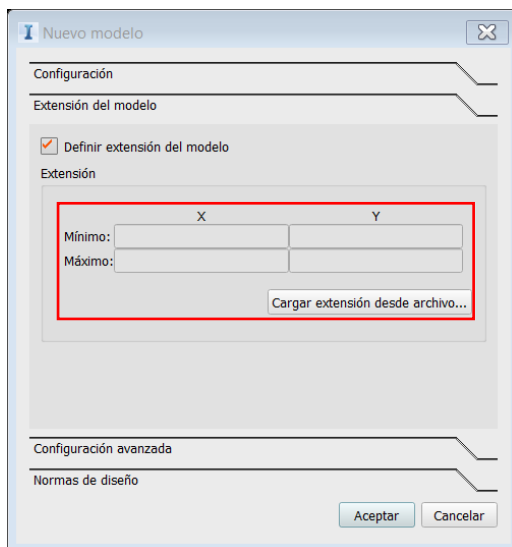 Nuevo modelo
Configuración
Extensión del modelo
Definir extensión del modelo
Extensión
X Y
Mínimo:
Máximo:
Cargar extensión desde archivo...
Configuración avanzada
Normas de diseño
Aceptar Cancelar